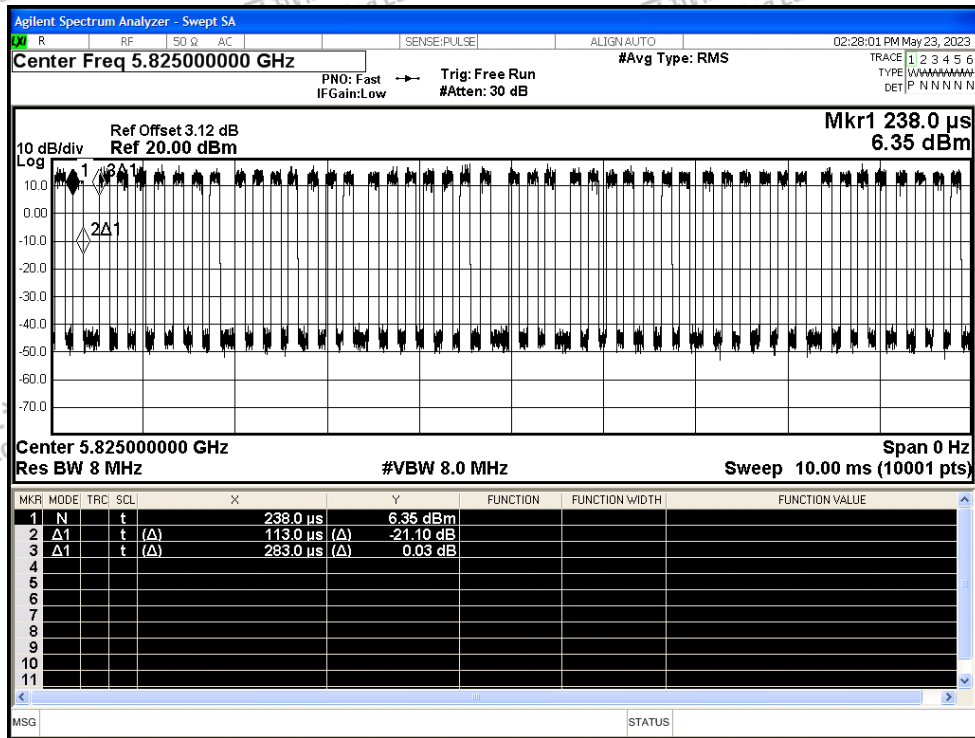 Agilent Spectrum Analyzer - Swept SA
LXI R RF 50 Ω AC SENSE:PULSE ALIGN AUTO 02:28:01 PM May 23, 2023
Center Freq 5.825000000 GHz
PNO: Fast
IFGain:Low
Trig: Free Run
#Atten: 30 dB
#Avg Type: RMS
TRACE 1 2 3 4 5 6
TYPE
DET P N N N N N
Mkr1 238.0 µs
6.35 dBm
Ref Offset 3.12 dB
10 dB/div Ref 20.00 dBm
Log
1 3Δ1
10.0
0.00
2Δ1
-10.0
-20.0
-30.0
-40.0
-50.0
-60.0
-70.0
Center 5.825000000 GHz Span 0 Hz
Res BW 8 MHz #VBW 8.0 MHz Sweep 10.00 ms (10001 pts)
MKR MODE TRC SCL X Y FUNCTION FUNCTION WIDTH FUNCTION VALUE
1 N t 238.0 µs 6.35 dBm
2 Δ1 t (Δ) 113.0 µs (Δ) -21.10 dB
3 Δ1 t (Δ) 283.0 µs (Δ) 0.03 dB
4
5
6
7
8
9
10
11
MSG STATUS